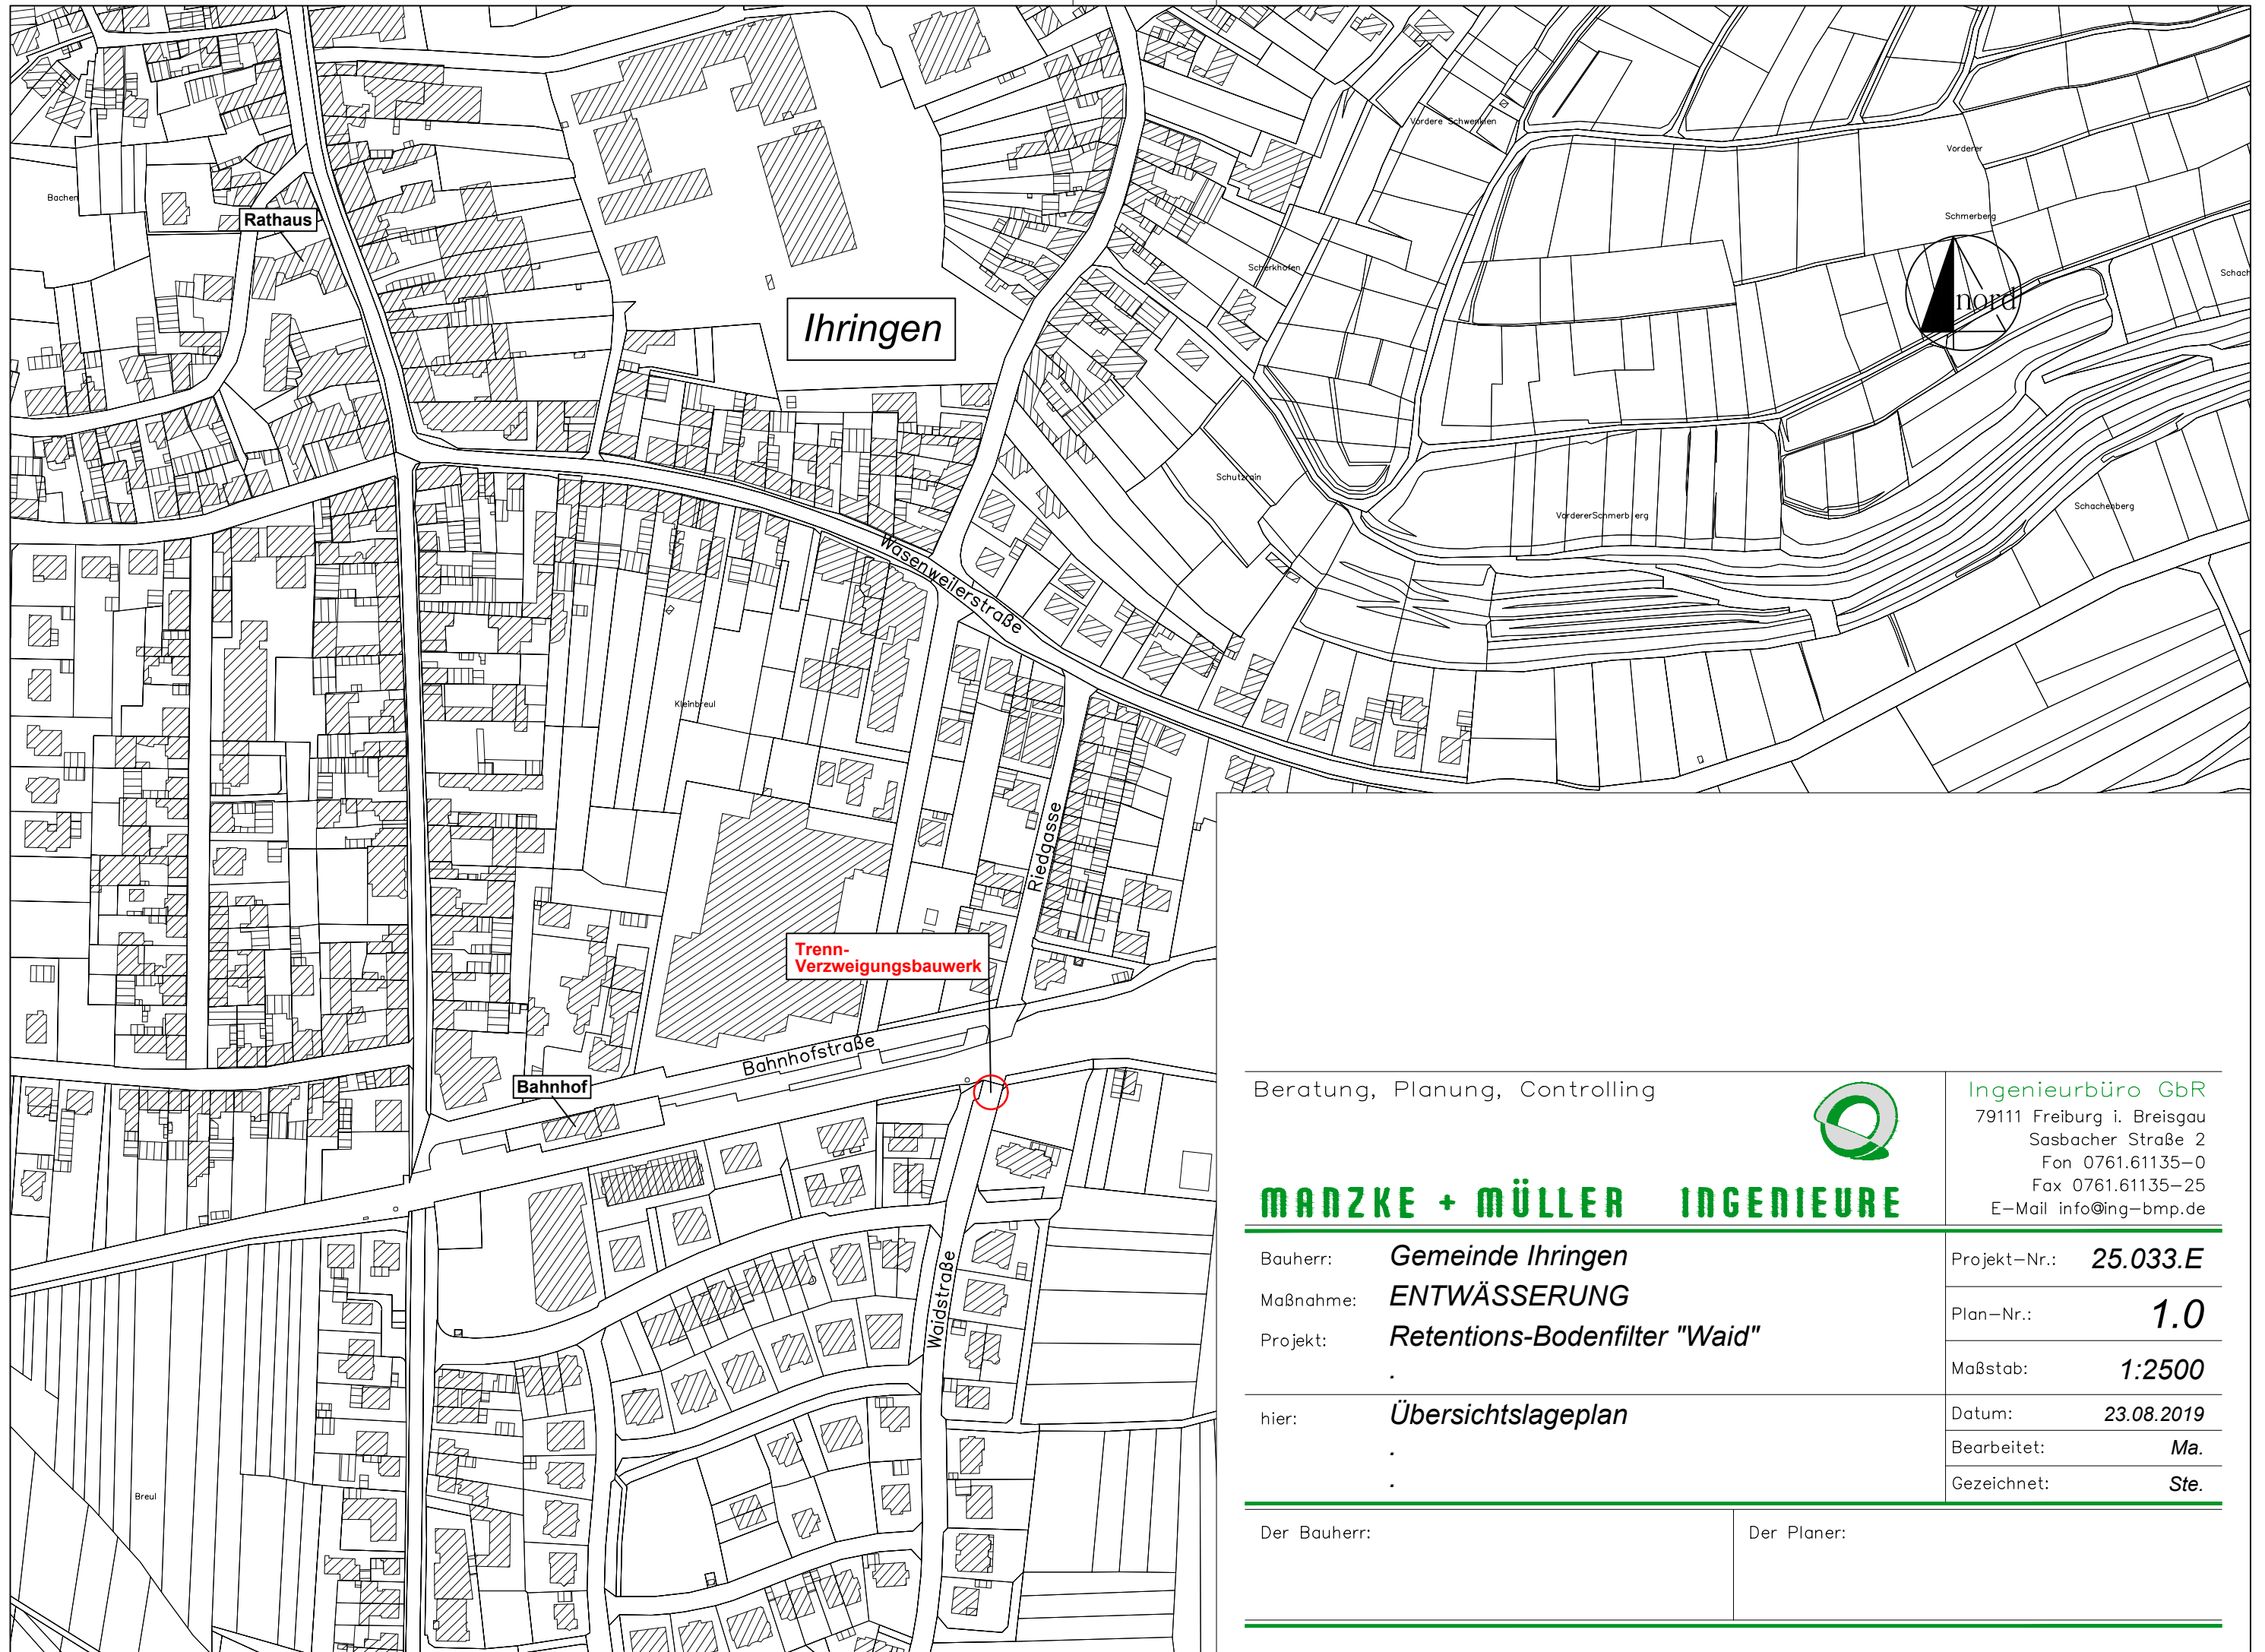 Bachen
Rathaus
Ihringen
Vordere Schwenklen
Vorderer
Schmerberg
Scherkhofen
Schach
nord
Schutzrain
VordererSchmerberg
Schachenberg
Wasenweilerstraße
Kleinbreul
Riedgasse
Trenn-
Verzweigungsbauwerk
Bahnhofstraße
Bahnhof
Waidstraße
Breul
Beratung, Planung, Controlling
MANZKE + MÜLLER INGENIEURE
Ingenieurbüro GbR
79111 Freiburg i. Breisgau
Sasbacher Straße 2
Fon 0761.61135-0
Fax 0761.61135-25
E-Mail info@ing-bmp.de
Bauherr: Gemeinde Ihringen
Maßnahme: ENTWÄSSERUNG
Projekt: Retentions-Bodenfilter "Waid"
.
hier: Übersichtslageplan
.
.
Projekt-Nr.: 25.033.E
Plan-Nr.: 1.0
Maßstab: 1:2500
Datum: 23.08.2019
Bearbeitet: Ma.
Gezeichnet: Ste.
Der Bauherr:
Der Planer: